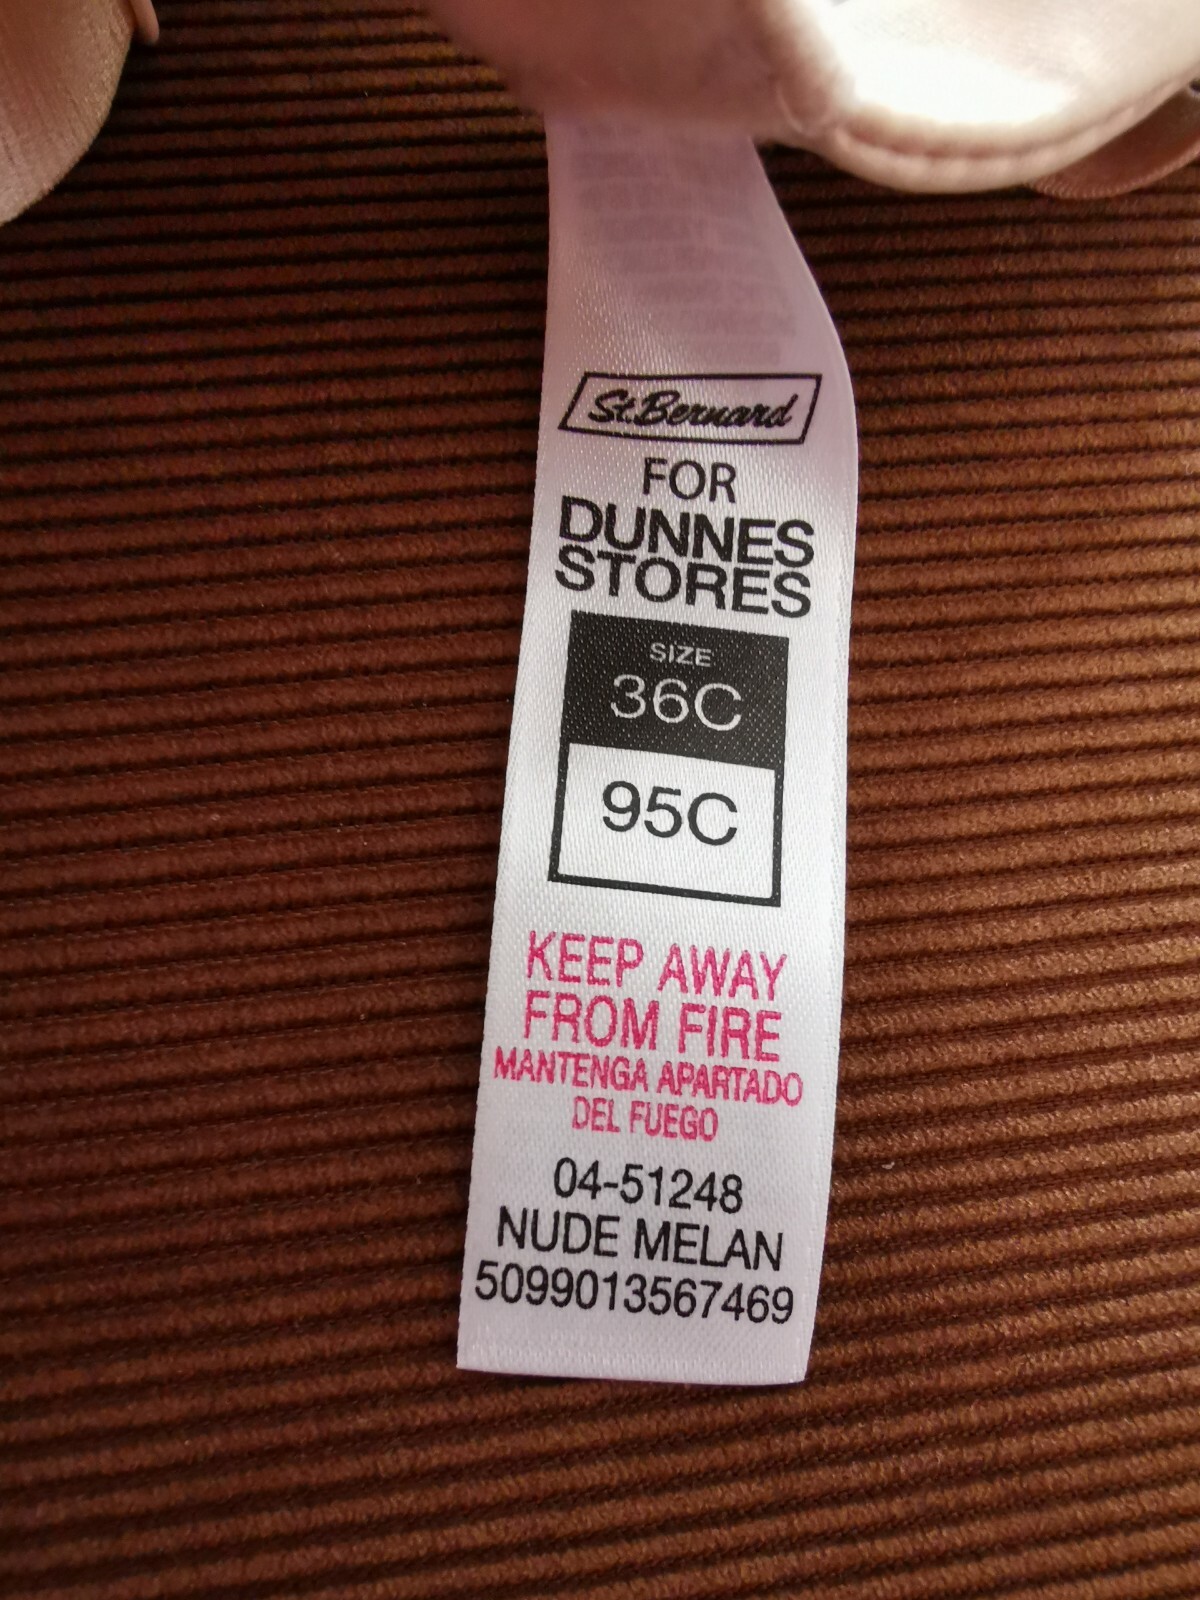 St.Bernard
FOR
DUNNES
STORES
SIZE
36C
95C
KEEP AWAY
FROM FIRE
MANTENGA APARTADO
DEL FUEGO
04-51248
NUDE MELAN
5099013567469